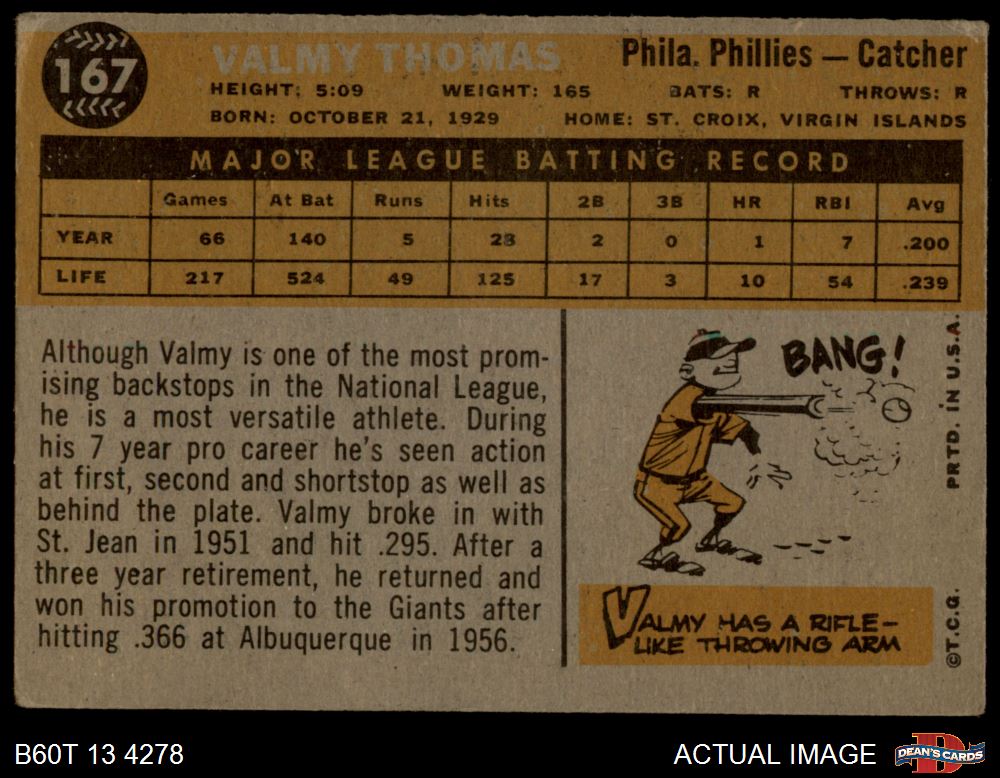 167
VALMY THOMAS
Phila. Phillies — Catcher
HEIGHT: 5:09 WEIGHT: 165 BATS: R THROWS: R
BORN: OCTOBER 21, 1929 HOME: ST. CROIX, VIRGIN ISLANDS
MAJOR LEAGUE BATTING RECORD
Games At Bat Runs Hits 2B 3B HR RBI Avg
YEAR 66 140 5 28 2 0 1 7 .200
LIFE 217 524 49 125 17 3 10 54 .239
Although Valmy is one of the most prom-
ising backstops in the National League,
he is a most versatile athlete. During
his 7 year pro career he's seen action
at first, second and shortstop as well as
behind the plate. Valmy broke in with
St. Jean in 1951 and hit .295. After a
three year retirement, he returned and
won his promotion to the Giants after
hitting .366 at Albuquerque in 1956.
BANG!
VALMY HAS A RIFLE-
LIKE THROWING ARM
©T.C.G. PRTD. IN U.S.A.
B60T 13 4278
ACTUAL IMAGE
DEAN'S CARDS